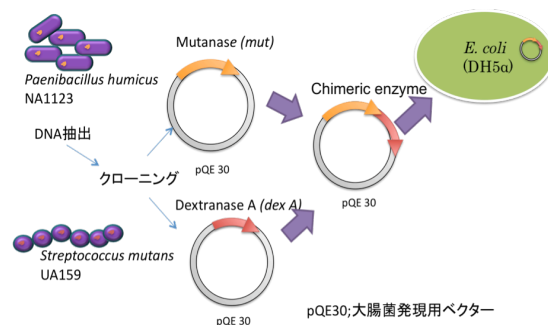 Mutanase (mut)
E. coli
(DH5α)
Paenibacillus humicus
NA1123
Chimeric enzyme
DNA抽出
pQE 30
クローニング
pQE 30
Dextranase A (dex A)
Streptococcus mutans
UA159
pQE 30
pQE30;大腸菌発現用ベクター